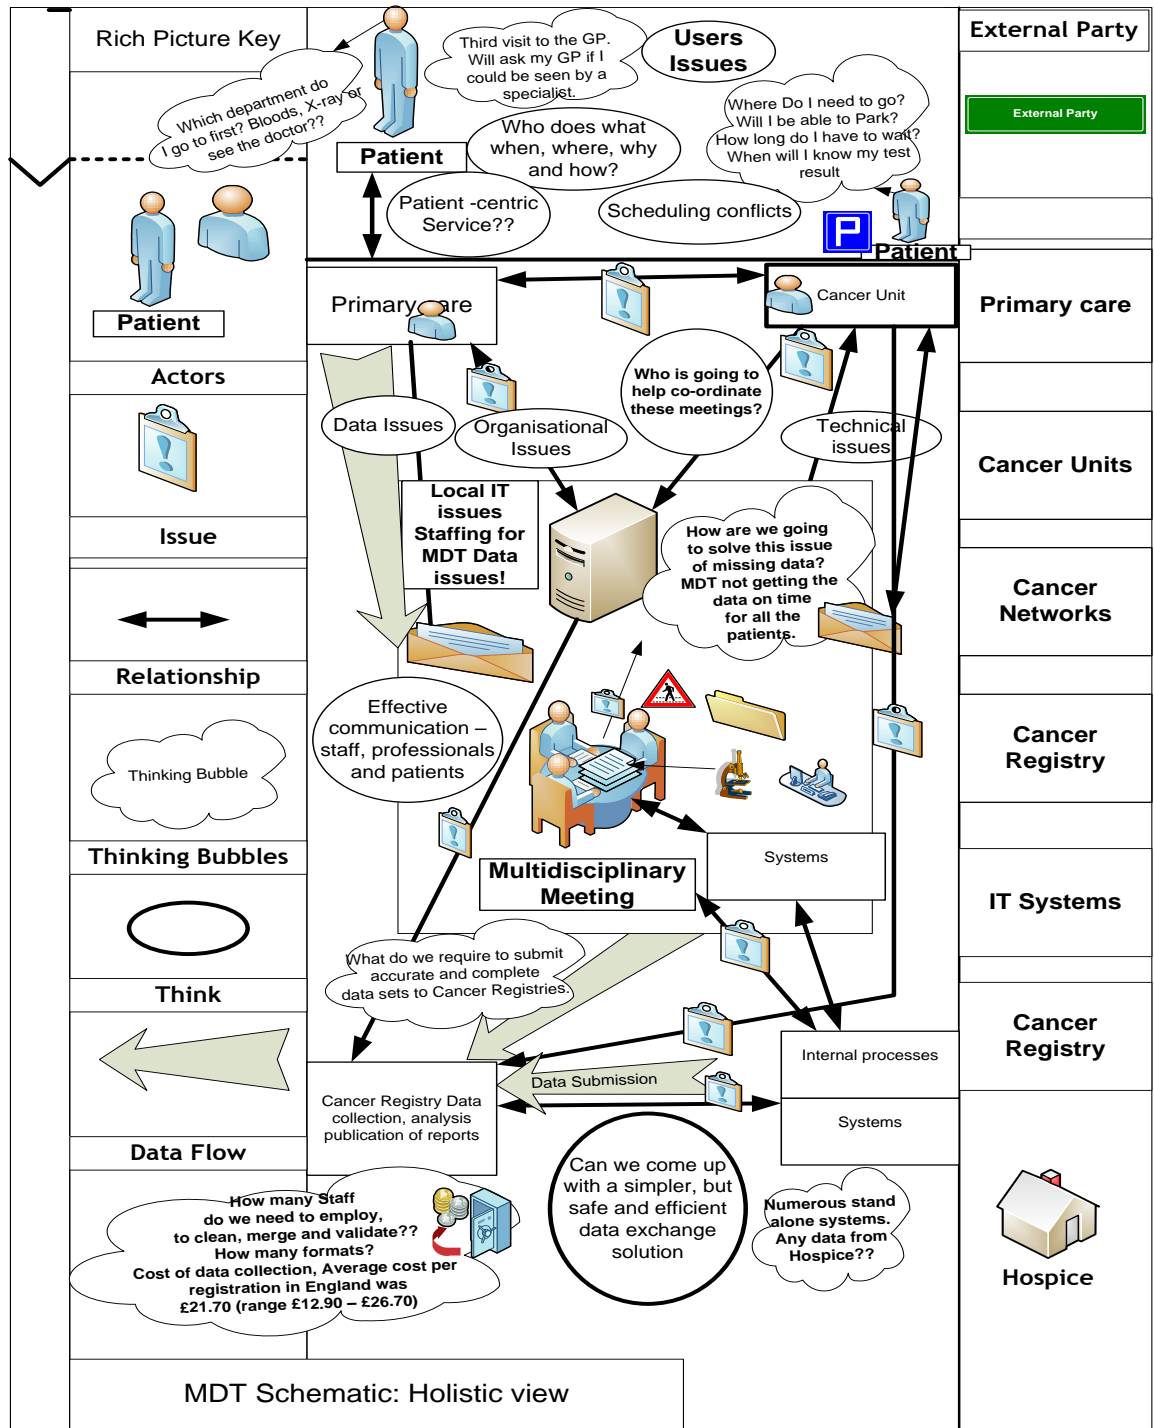 Rich Picture Key
Which department do
I go to first? Bloods, X-ray or
see the doctor??
Third visit to the GP.
Will ask my GP if I
could be seen by a
specialist.
Users
Issues
External Party
External Party
Where Do I need to go?
Will I be able to Park?
How long do I have to wait?
When will I know my test
result
Who does what
when, where, why
and how?
Patient
Patient -centric
Service??
Scheduling conflicts
P
Patient
Patient
Primary care
Cancer Unit
Primary care
Actors
Who is going to
help co-ordinate
these meetings?
Data Issues
Organisational
Issues
Technical
issues
Cancer Units
Issue
Local IT
issues
Staffing for
MDT Data
issues!
How are we going
to solve this issue
of missing data?
MDT not getting the
data on time
for all the
patients.
Cancer
Networks
Relationship
Effective
communication –
staff, professionals
and patients
Cancer
Registry
Thinking Bubble
Thinking Bubbles
Systems
Multidisciplinary
Meeting
IT Systems
Think
What do we require to submit
accurate and complete
data sets to Cancer Registries.
Cancer
Registry
Internal processes
Data Submission
Systems
Cancer Registry Data
collection, analysis
publication of reports
Data Flow
How many Staff
do we need to employ,
to clean, merge and validate??
How many formats?
Cost of data collection, Average cost per
registration in England was
£21.70 (range £12.90 – £26.70)
Can we come up
with a simpler, but
safe and efficient
data exchange
solution
Numerous stand
alone systems.
Any data from
Hospice??
Hospice
MDT Schematic: Holistic view